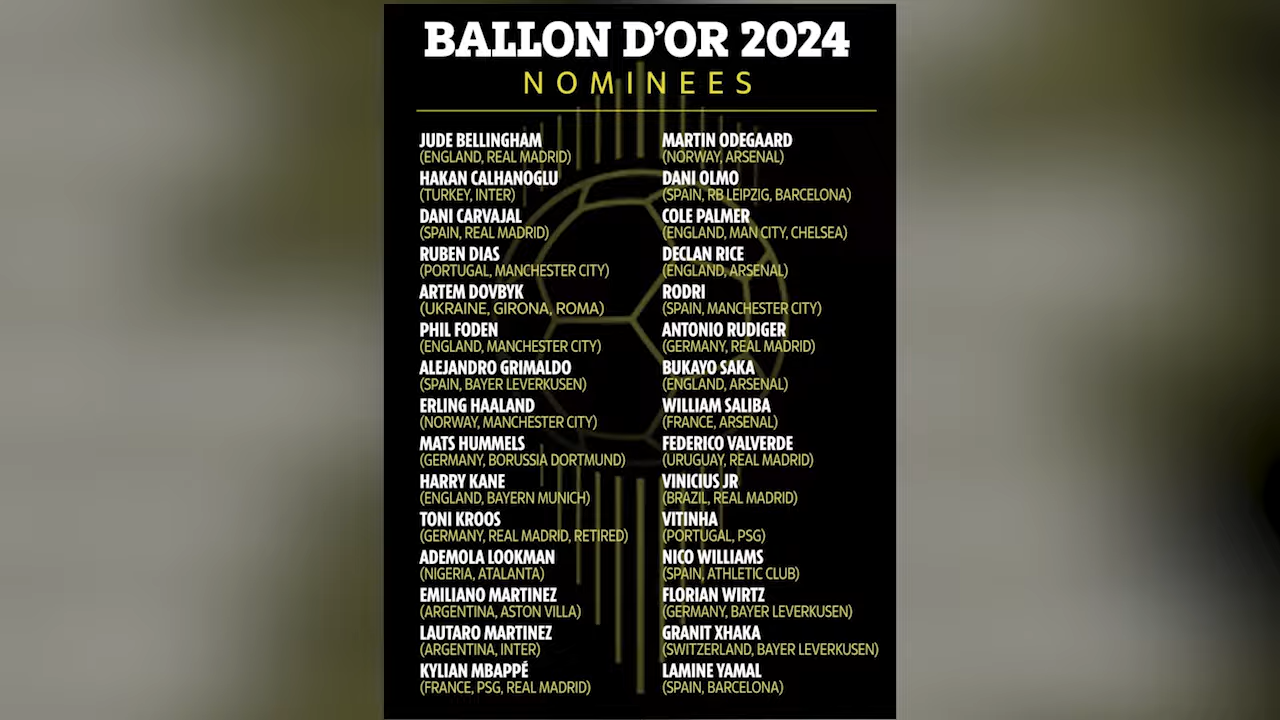 BALLON D'OR 2024
NOMINEES
JUDE BELLINGHAM
(ENGLAND, REAL MADRID)
HAKAN CALHANOGLU
(TURKEY, INTER)
DANI CARVAJAL
(SPAIN, REAL MADRID)
RUBEN DIAS
(PORTUGAL, MANCHESTER CITY)
ARTEM DOVBYK
(UKRAINE, GIRONA, ROMA)
PHIL FODEN
(ENGLAND, MANCHESTER CITY)
ALEJANDRO GRIMALDO
(SPAIN, BAYER LEVERKUSEN)
ERLING HAALAND
(NORWAY, MANCHESTER CITY)
MATS HUMMELS
(GERMANY, BORUSSIA DORTMUND)
HARRY KANE
(ENGLAND, BAYERN MUNICH)
TONI KROOS
(GERMANY, REAL MADRID, RETIRED)
ADEMOLA LOOKMAN
(NIGERIA, ATALANTA)
EMILIANO MARTINEZ
(ARGENTINA, ASTON VILLA)
LAUTARO MARTINEZ
(ARGENTINA, INTER)
KYLIAN MBAPPÉ
(FRANCE, PSG, REAL MADRID)
MARTIN ODEGAARD
(NORWAY, ARSENAL)
DANI OLMO
(SPAIN, RB LEIPZIG, BARCELONA)
COLE PALMER
(ENGLAND, MAN CITY, CHELSEA)
DECLAN RICE
(ENGLAND, ARSENAL)
RODRI
(SPAIN, MANCHESTER CITY)
ANTONIO RUDIGER
(GERMANY, REAL MADRID)
BUKAYO SAKA
(ENGLAND, ARSENAL)
WILLIAM SALIBA
(FRANCE, ARSENAL)
FEDERICO VALVERDE
(URUGUAY, REAL MADRID)
VINICIUS JR
(BRAZIL, REAL MADRID)
VITINHA
(PORTUGAL, PSG)
NICO WILLIAMS
(SPAIN, ATHLETIC CLUB)
FLORIAN WIRTZ
(GERMANY, BAYER LEVERKUSEN)
GRANIT XHAKA
(SWITZERLAND, BAYER LEVERKUSEN)
LAMINE YAMAL
(SPAIN, BARCELONA)